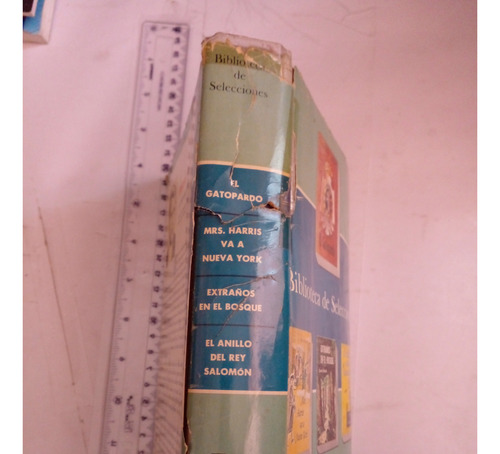 Biblioteca
de
Selecciones
EL
GATOPARDO
MRS. HARRIS
VA A
NUEVA YORK
EXTRAÑOS
EN EL BOSQUE
EL ANILLO
DEL REY
SALOMÓN
Biblioteca de